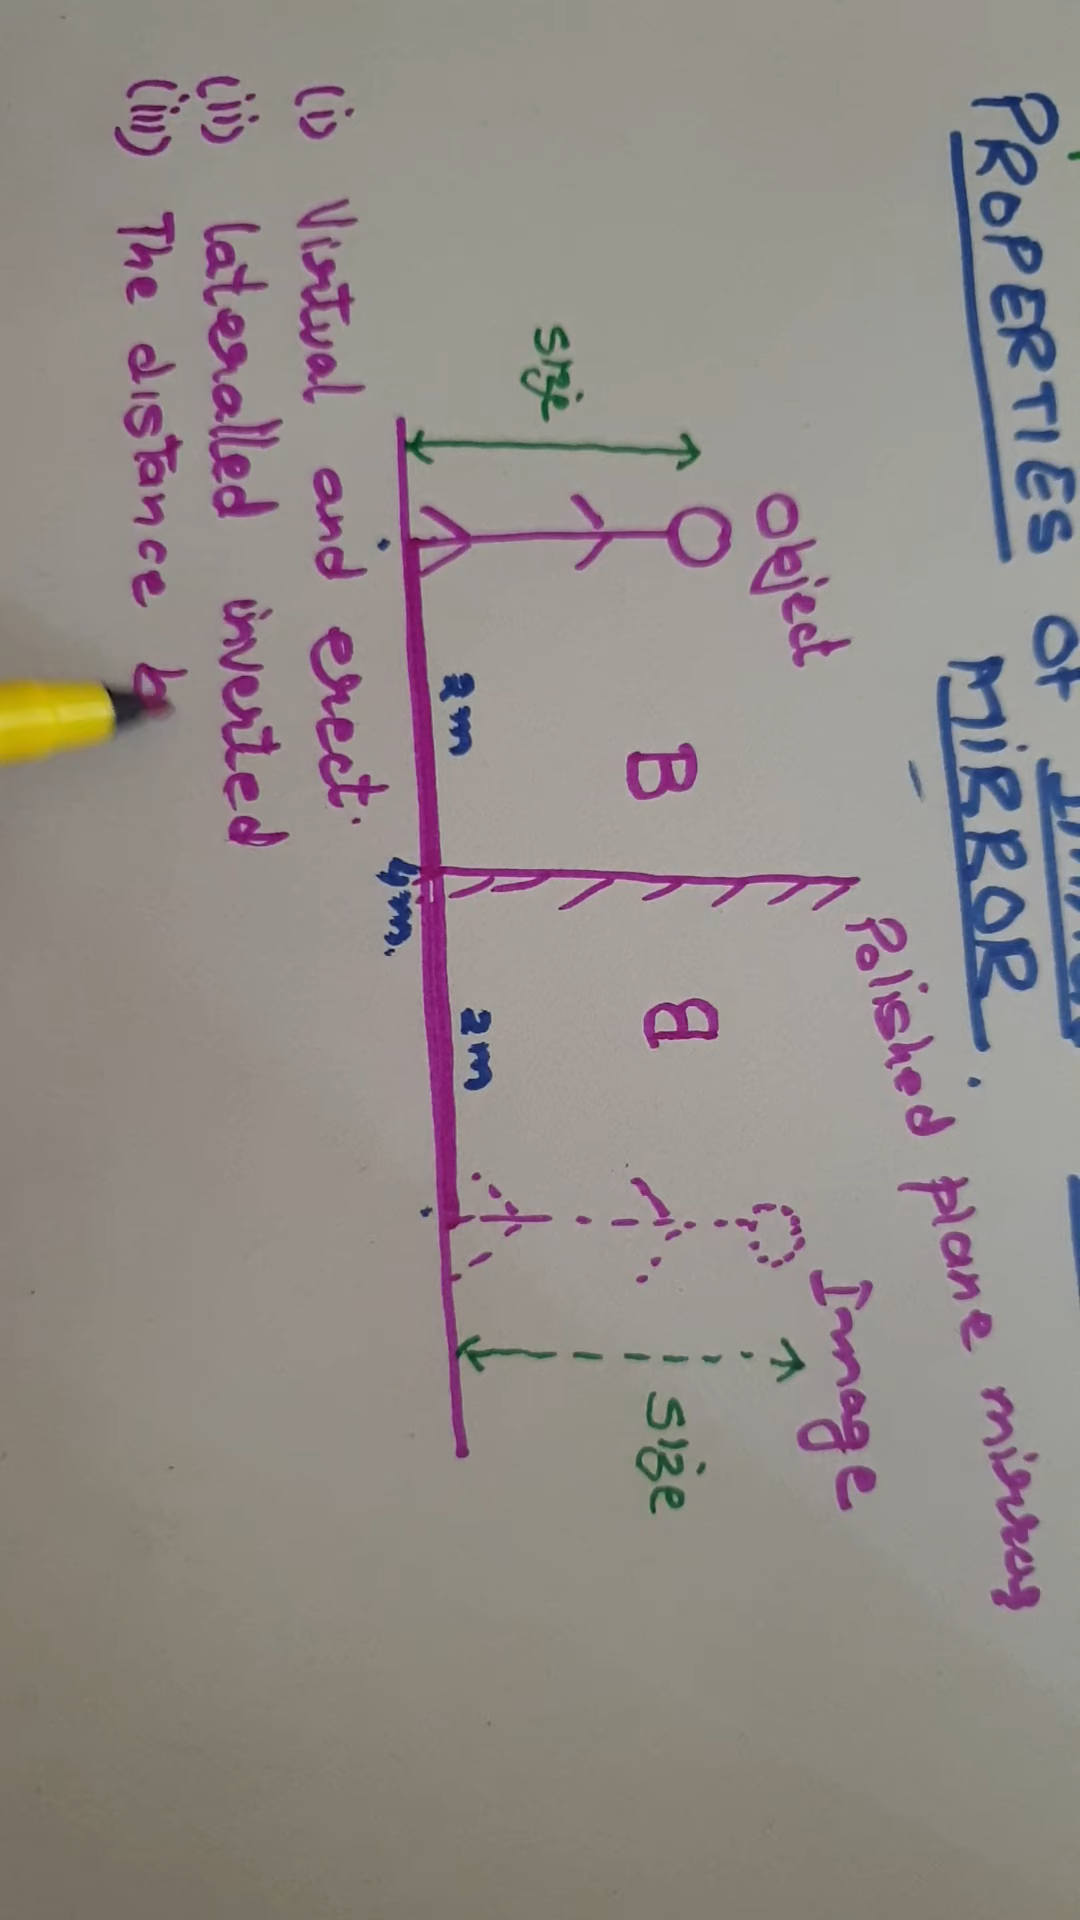 PROPERTIES OF
MIRROR.
Polished plane mirror
Object
Image
size
size
B
B
2m
2m
4m.
(i) Virtual and erect.
(ii) Lateralled inverted
(iii) The distance b